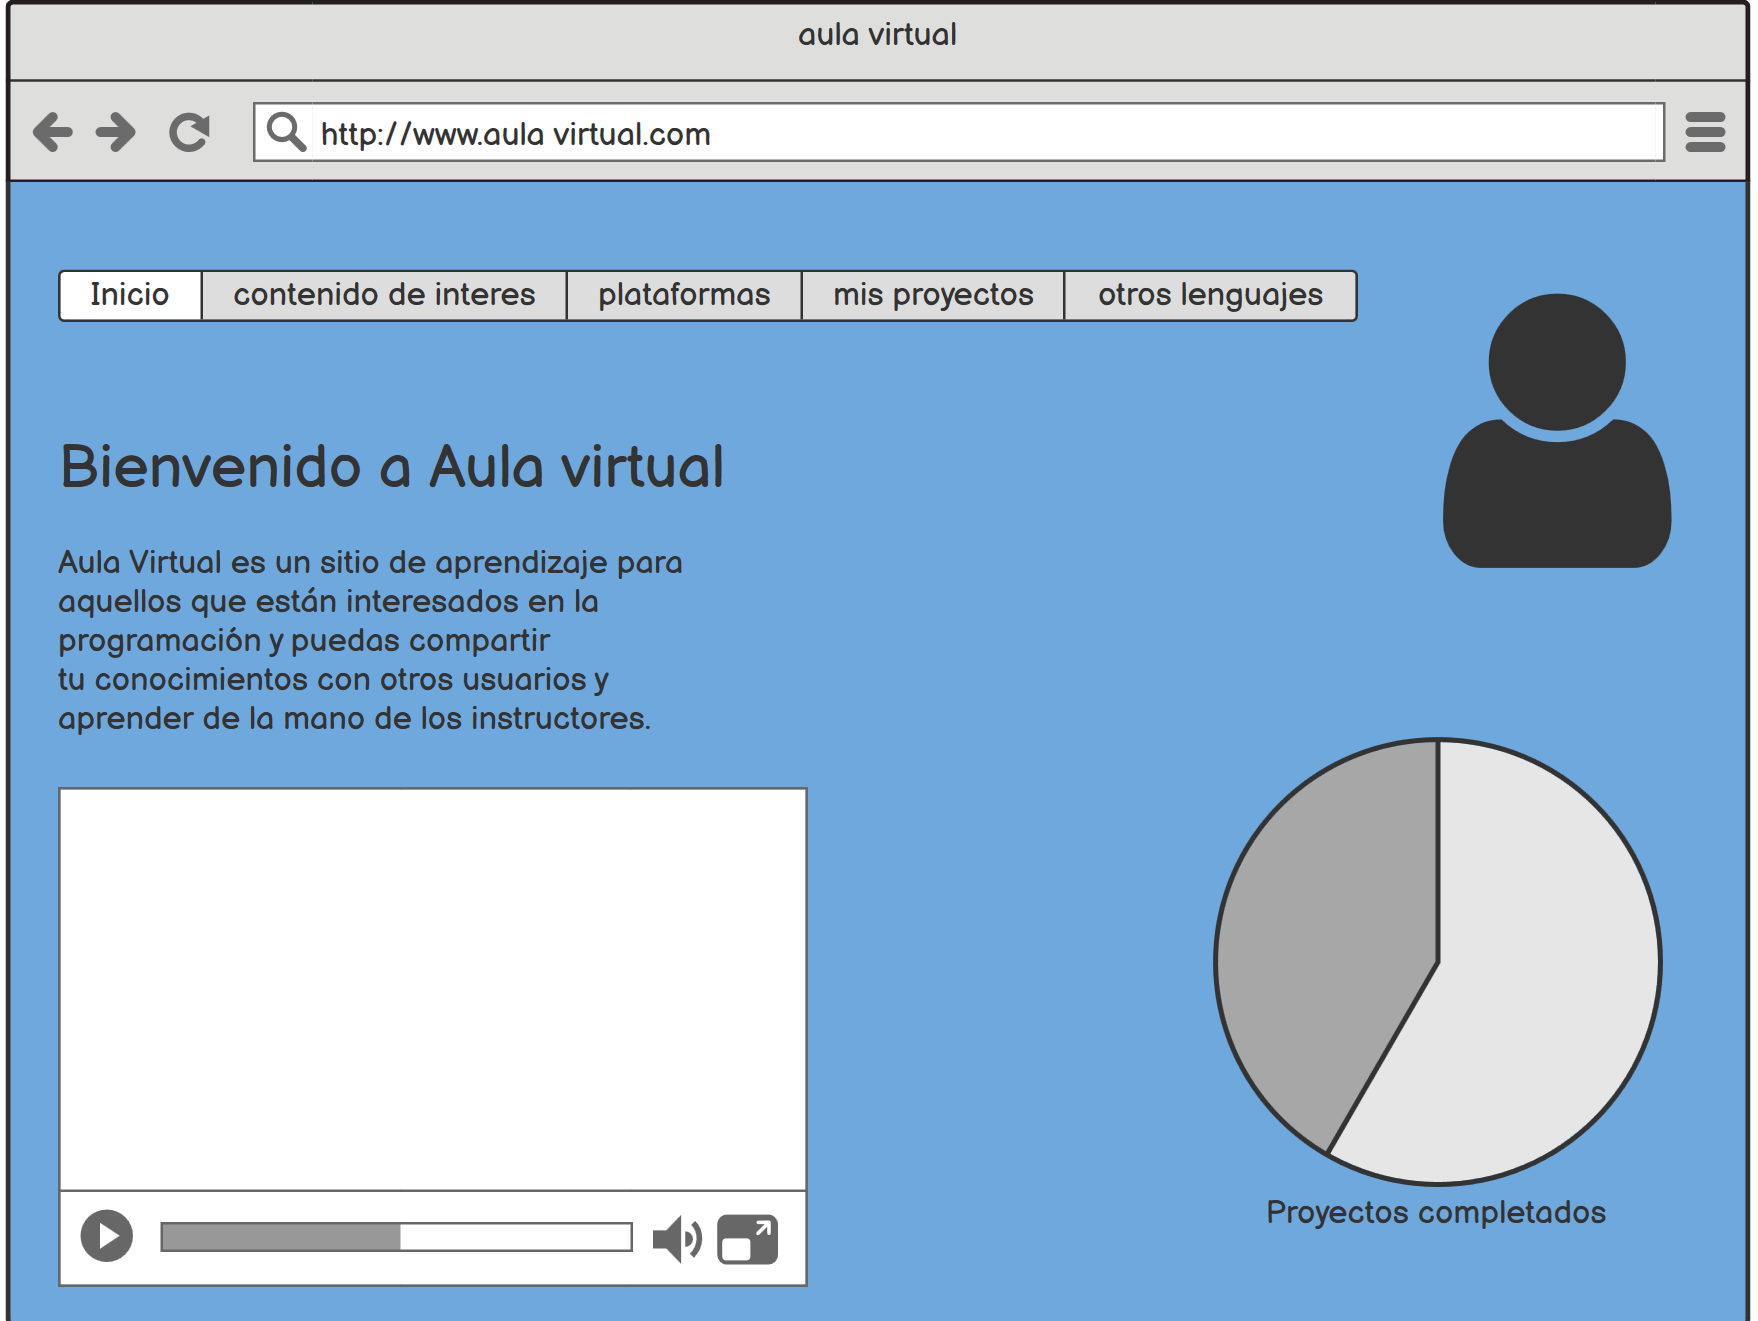 aula virtual
http://www.aula virtual.com
Inicio contenido de interes plataformas mis proyectos otros lenguajes
Bienvenido a Aula virtual
Aula Virtual es un sitio de aprendizaje para
aquellos que están interesados en la
programación y puedas compartir
tu conocimientos con otros usuarios y
aprender de la mano de los instructores.
Proyectos completados